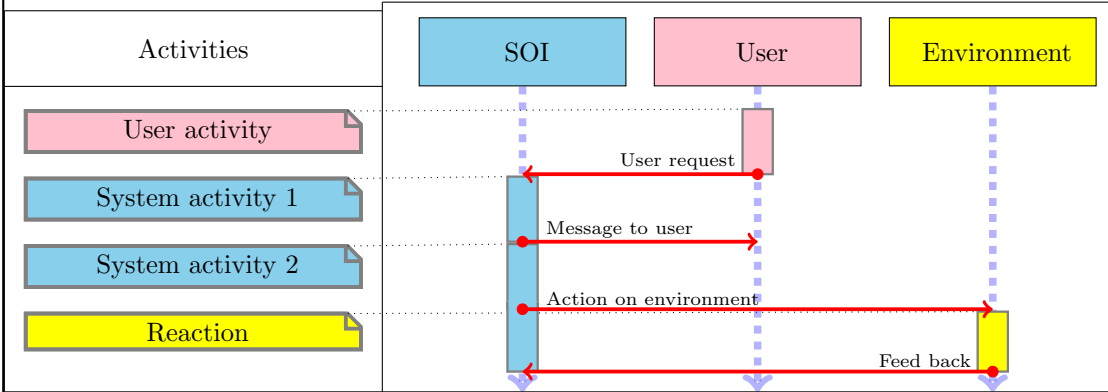 Activities
SOI
User
Environment
User activity
User request
System activity 1
Message to user
System activity 2
Action on environment
Reaction
Feed back